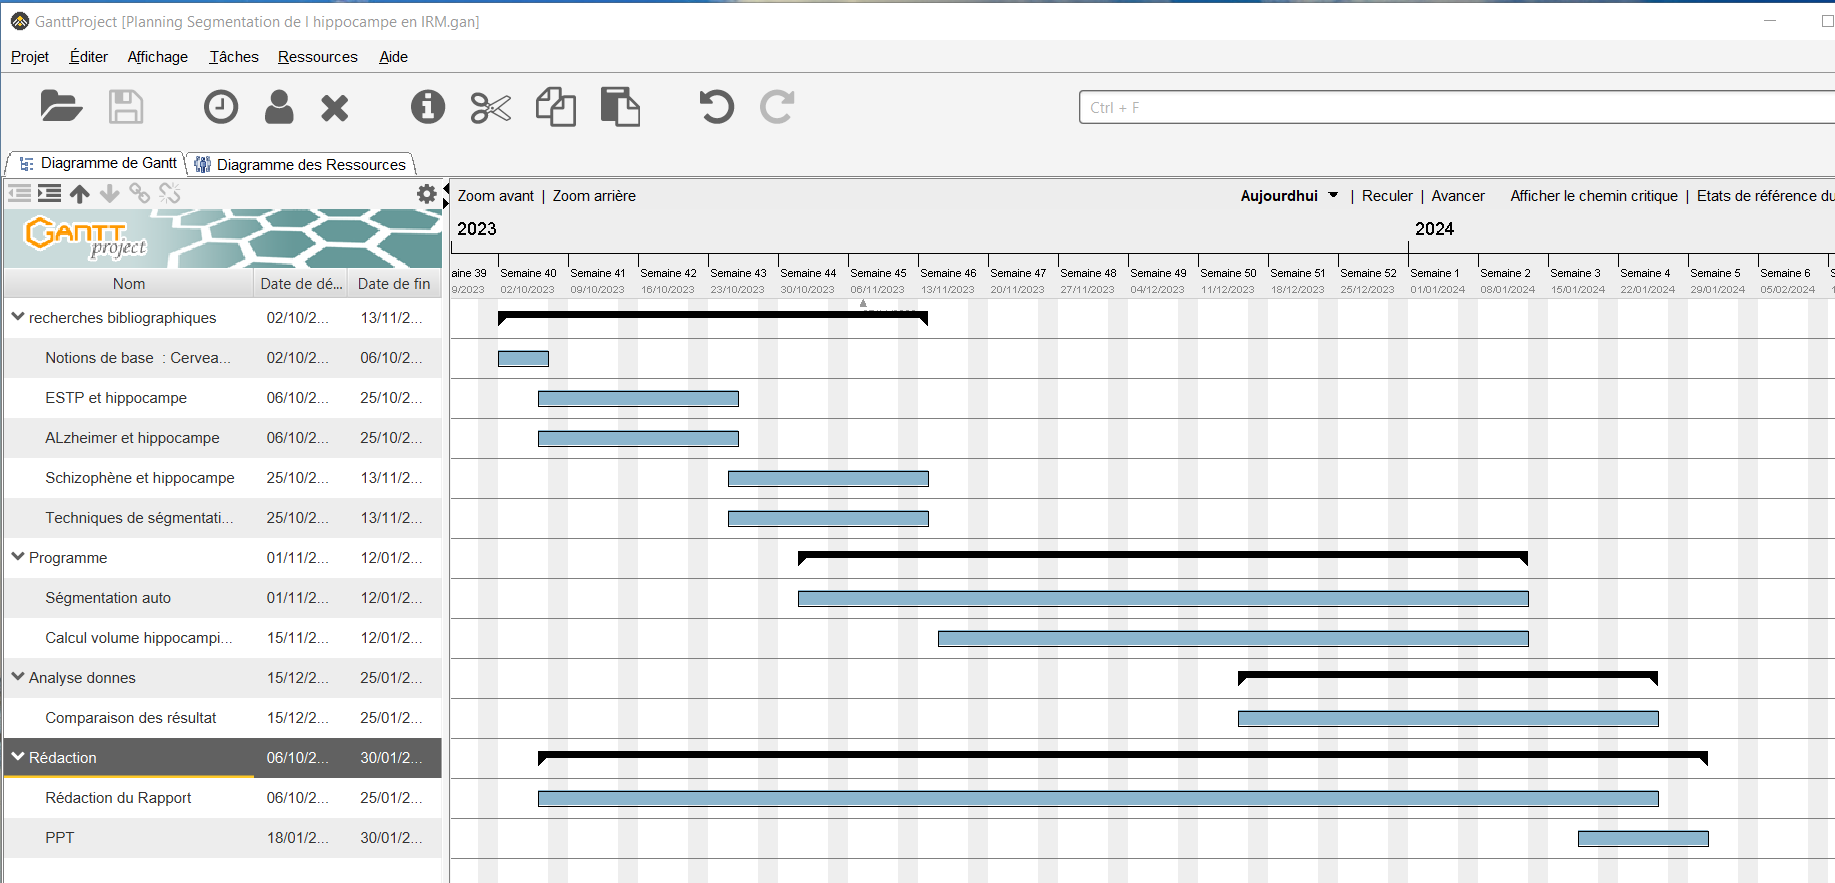 GanttProject [Planning Segmentation de l hippocampe en IRM.gan]
Projet Éditer Affichage Tâches Ressources Aide
Ctrl + F
Diagramme de Gantt Diagramme des Ressources
Zoom avant | Zoom arrière Aujourdhui | Reculer | Avancer Afficher le chemin critique | Etats de référence du
GANTT project
2023 2024
aine 39 Semaine 40 Semaine 41 Semaine 42 Semaine 43 Semaine 44 Semaine 45 Semaine 46 Semaine 47 Semaine 48 Semaine 49 Semaine 50 Semaine 51 Semaine 52 Semaine 1 Semaine 2 Semaine 3 Semaine 4 Semaine 5 Semaine 6
9/2023 02/10/2023 09/10/2023 16/10/2023 23/10/2023 30/10/2023 06/11/2023 13/11/2023 20/11/2023 27/11/2023 04/12/2023 11/12/2023 18/12/2023 25/12/2023 01/01/2024 08/01/2024 15/01/2024 22/01/2024 29/01/2024 05/02/2024
Nom Date de dé... Date de fin
recherches bibliographiques 02/10/2... 13/11/2...
Notions de base : Cervea... 02/10/2... 06/10/2...
ESTP et hippocampe 06/10/2... 25/10/2...
ALzheimer et hippocampe 06/10/2... 25/10/2...
Schizophène et hippocampe 25/10/2... 13/11/2...
Techniques de ségmentati... 25/10/2... 13/11/2...
Programme 01/11/2... 12/01/2...
Ségmentation auto 01/11/2... 12/01/2...
Calcul volume hippocampi... 15/11/2... 12/01/2...
Analyse donnes 15/12/2... 25/01/2...
Comparaison des résultat 15/12/2... 25/01/2...
Rédaction 06/10/2... 30/01/2...
Rédaction du Rapport 06/10/2... 25/01/2...
PPT 18/01/2... 30/01/2...